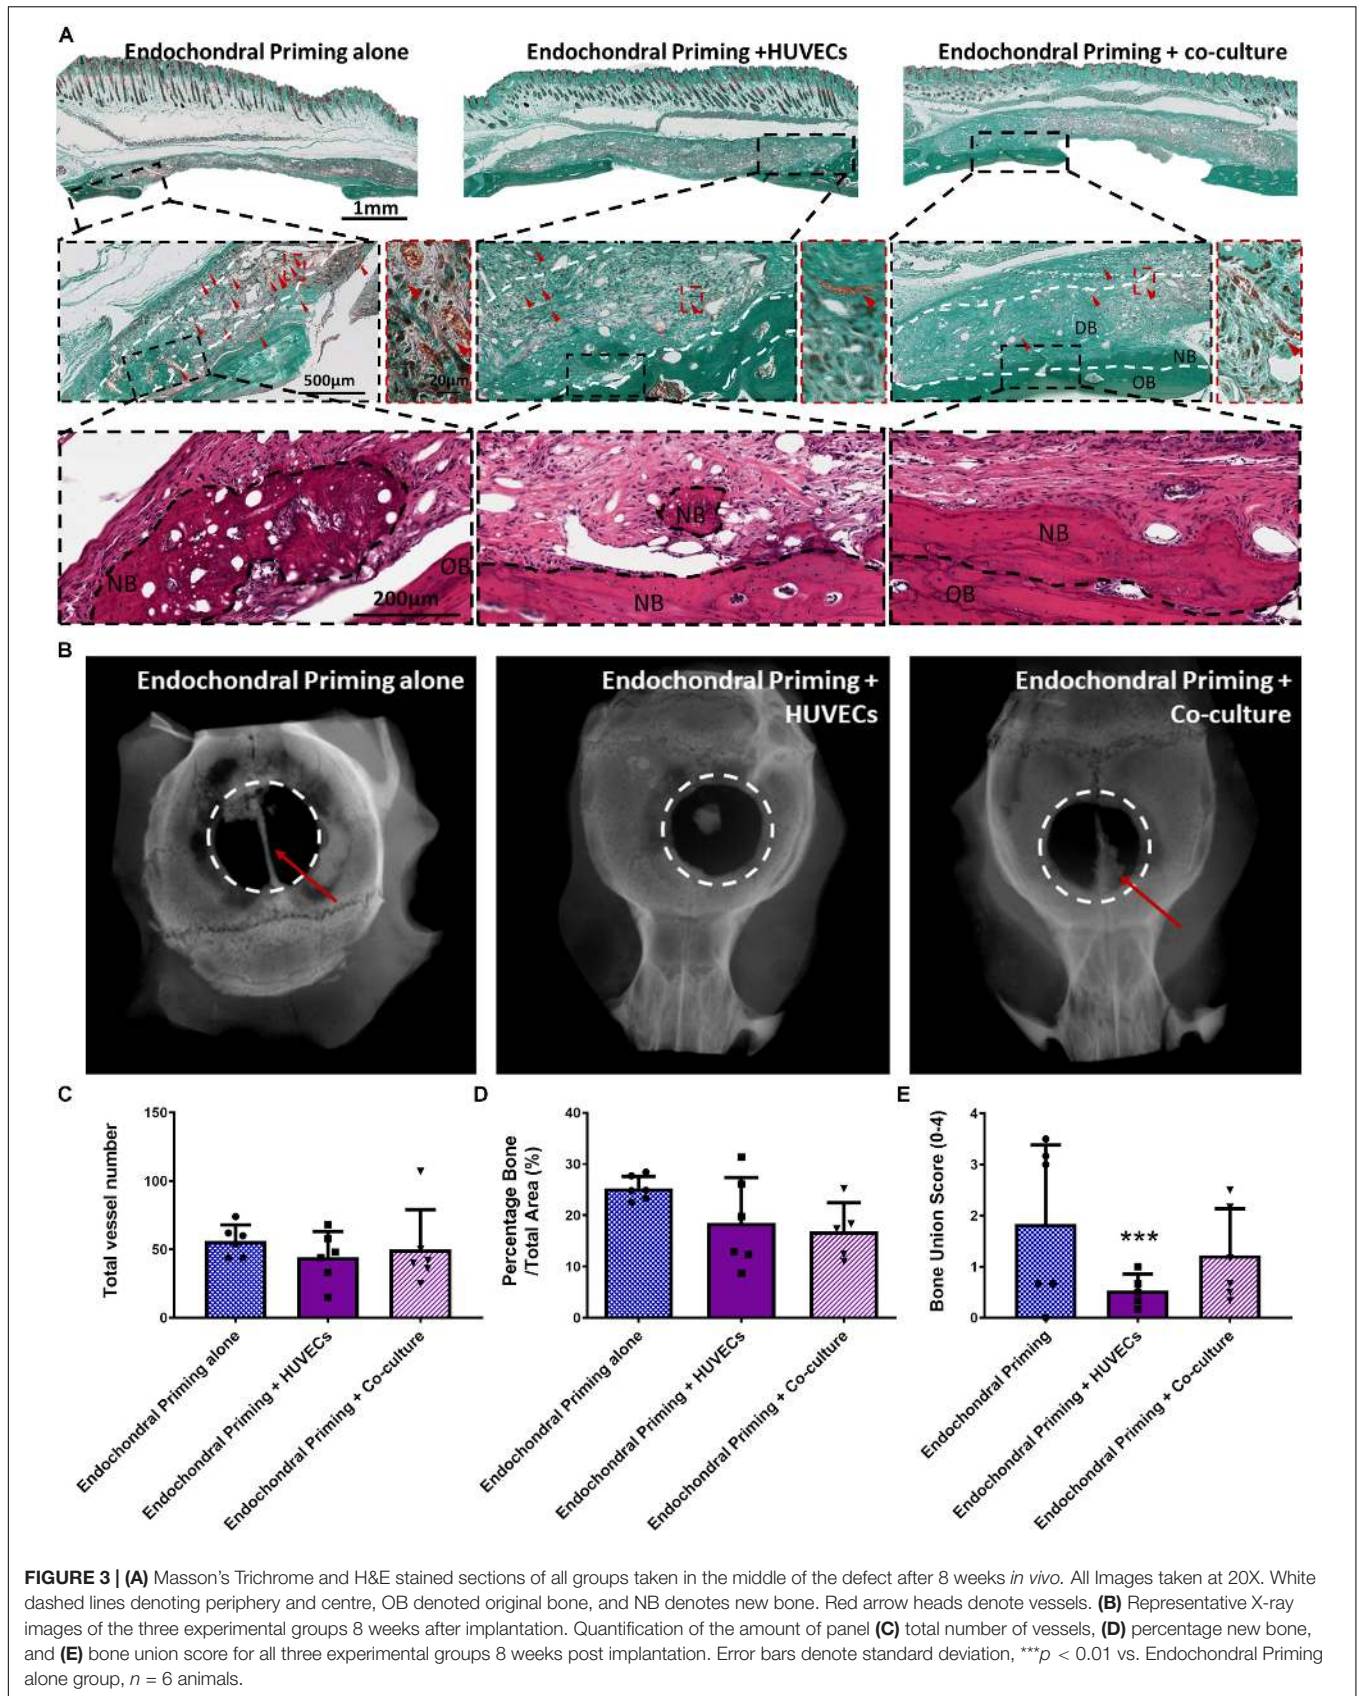 A
Endochondral Priming alone
Endochondral Priming +HUVECs
Endochondral Priming + co-culture
1mm
500µm
20µm
DB
NB
OB
NB
OB
200µm
NB
NB
NB
OB
B
Endochondral Priming alone
Endochondral Priming +
HUVECs
Endochondral Priming +
Co-culture
C
Total vessel number
150
100
50
0
Endochondral Priming alone
Endochondral Priming + HUVECs
Endochondral Priming + Co-culture
D
Percentage Bone
/Total Area (%)
40
30
20
10
0
Endochondral Priming alone
Endochondral Priming + HUVECs
Endochondral Priming + Co-culture
E
Bone Union Score (0-4)
4
3
2
1
0
***
Endochondral Priming
Endochondral Priming + HUVECs
Endochondral Priming + Co-culture
FIGURE 3 | (A) Masson's Trichrome and H&E stained sections of all groups taken in the middle of the defect after 8 weeks in vivo. All Images taken at 20X. White
dashed lines denoting periphery and centre, OB denoted original bone, and NB denotes new bone. Red arrow heads denote vessels. (B) Representative X-ray
images of the three experimental groups 8 weeks after implantation. Quantification of the amount of panel (C) total number of vessels, (D) percentage new bone,
and (E) bone union score for all three experimental groups 8 weeks post implantation. Error bars denote standard deviation, ***p < 0.01 vs. Endochondral Priming
alone group, n = 6 animals.